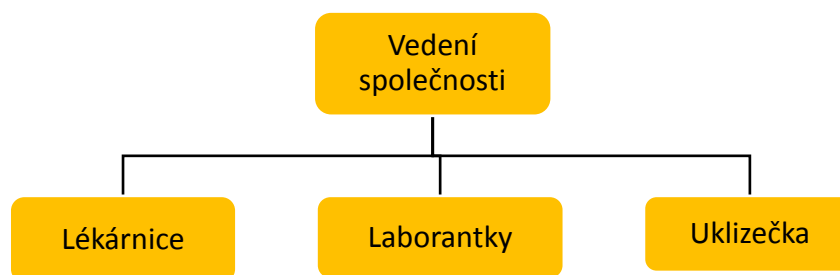 Vedení
společnosti
Lékárnice
Laborantky
Uklizečka